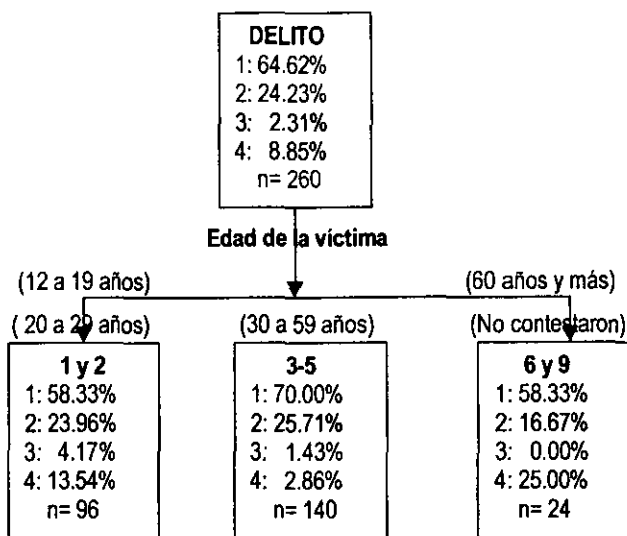 DELITO
1: 64.62%
2: 24.23%
3: 2.31%
4: 8.85%
n= 260
Edad de la víctima
(12 a 19 años)
(60 años y más)
( 20 a 29 años)
(30 a 59 años)
(No contestaron)
1 y 2
1: 58.33%
2: 23.96%
3: 4.17%
4: 13.54%
n= 96
3-5
1: 70.00%
2: 25.71%
3: 1.43%
4: 2.86%
n= 140
6 y 9
1: 58.33%
2: 16.67%
3: 0.00%
4: 25.00%
n= 24